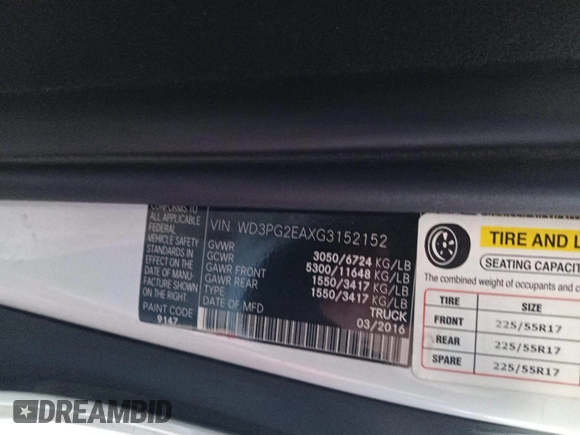 CONFORMS TO
ALL APPLICABLE
FEDERAL
VEHICLE SAFETY
STANDARDS IN
EFFECT ON THE
DATE OF MANU-
FACTURE SHOWN
ON THE RIGHT.
PAINT CODE
9147
VIN WD3PG2EAXG3152152
GVWR 3050/6724 KG/LB
GCWR 5300/11648 KG/LB
GAWR FRONT 1550/3417 KG/LB
GAWR REAR 1550/3417 KG/LB
TYPE TRUCK
DATE OF MFD 03/2016
TIRE AND L
SEATING CAPACIT
The combined weight of occupants and c
TIRE SIZE
FRONT 225/55R17
REAR 225/55R17
SPARE 225/55R17
DREAMBID